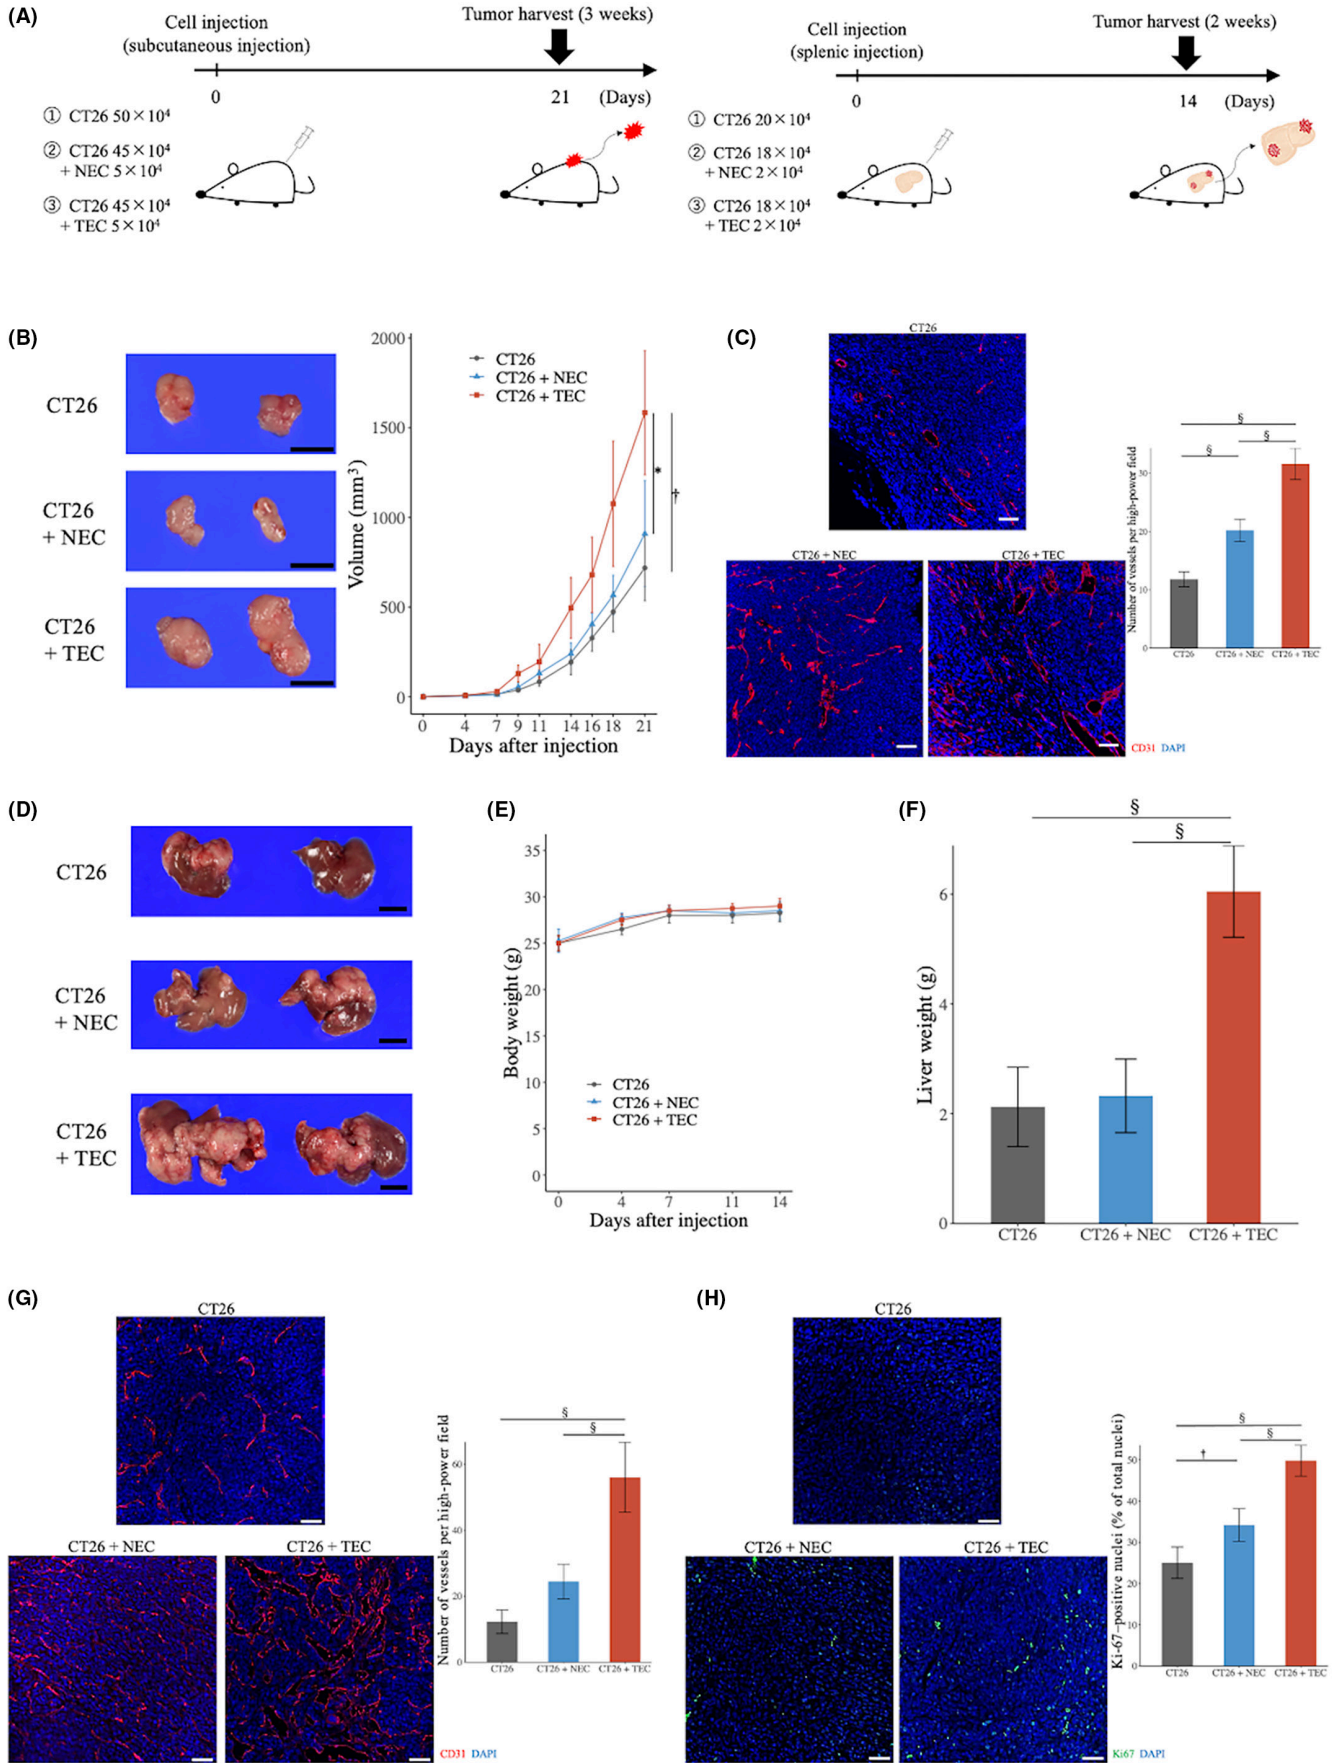 (A)
Cell injection
(subcutaneous injection)
Tumor harvest (3 weeks)
0
21
(Days)
① CT26 50×10⁴
② CT26 45×10⁴
+ NEC 5×10⁴
③ CT26 45×10⁴
+ TEC 5×10⁴
Cell injection
(splenic injection)
Tumor harvest (2 weeks)
0
14
(Days)
① CT26 20×10⁴
② CT26 18×10⁴
+ NEC 2×10⁴
③ CT26 18×10⁴
+ TEC 2×10⁴
(B)
CT26
CT26
+ NEC
CT26
+ TEC
Volume (mm³)
2000
1500
1000
500
0
CT26
CT26 + NEC
CT26 + TEC
*
†
0 4 7 9 11 14 16 18 21
Days after injection
(C)
CT26
CT26 + NEC
CT26 + TEC
CD31 DAPI
Number of vessels per high-power field
30
20
10
0
§
§
§
CT26 CT26 + NEC CT26 + TEC
(D)
CT26
CT26
+ NEC
CT26
+ TEC
(E)
Body weight (g)
35
30
25
20
15
10
5
0
CT26
CT26 + NEC
CT26 + TEC
0 4 7 11 14
Days after injection
(F)
Liver weight (g)
6
4
2
0
§
§
CT26 CT26 + NEC CT26 + TEC
(G)
CT26
CT26 + NEC
CT26 + TEC
CD31 DAPI
Number of vessels per high-power field
60
40
20
0
§
§
CT26 CT26 + NEC CT26 + TEC
(H)
CT26
CT26 + NEC
CT26 + TEC
Ki67 DAPI
Ki-67-positive nuclei (% of total nuclei)
50
40
30
20
10
0
§
§
†
CT26 CT26 + NEC CT26 + TEC